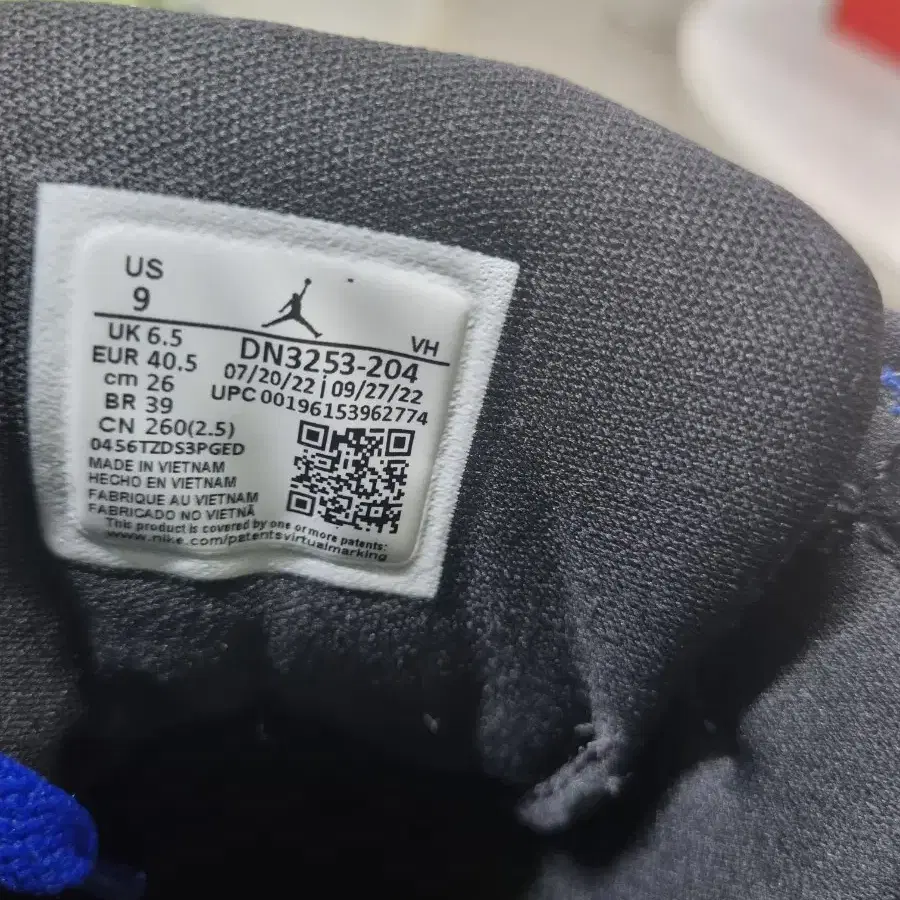 US
9
VH
UK 6.5
EUR 40.5
cm 26
BR 39
CN 260(2.5)
DN3253-204
07/20/22 | 09/27/22
UPC 00196153962774
0456TZDS3PGED
MADE IN VIETNAM
HECHO EN VIETNAM
FABRIQUE AU VIETNAM
FABRICADO NO VIETNÃ
This product is covered by one or more patents:
www.nike.com/patentsvirtualmarking